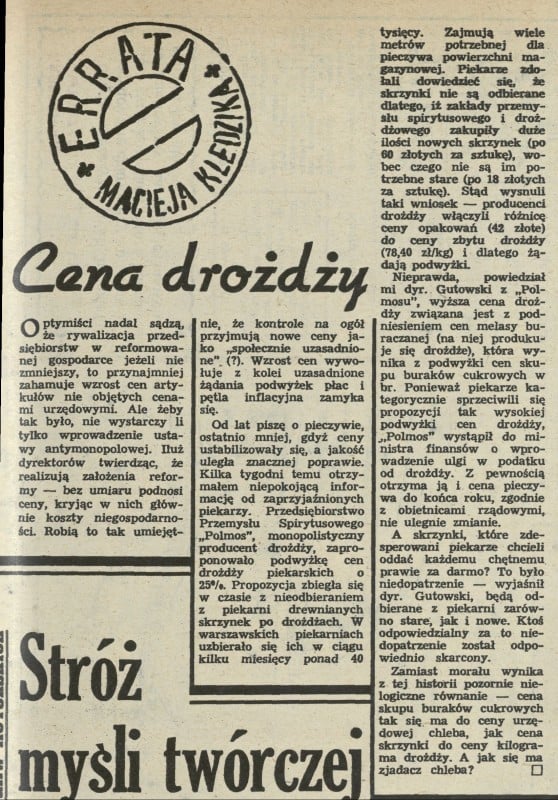 ERRATA
MACIEJA KLEDZIKA
Cena drożdży
Optymiści nadal sądzą,
że rywalizacja przed-
siębiorstw w reformowa-
nej gospodarce jeżeli nie
zmniejszy, to przynajmniej
zahamuje wzrost cen arty-
kułów nie objętych cena-
mi urzędowymi. Ale żeby
tak było, nie wystarczy li
tylko wprowadzenie usta-
wy antymonopolowej. Iluż
dyrektorów twierdząc, że
realizują założenia refor-
my — bez umiaru podnosi
ceny, kryjąc w nich głów-
nie koszty niegospodarno-
ści. Robią to tak umiejęt-
nie, że kontrole na ogół
przyjmują nowe ceny ja-
ko „społecznie uzasadnio-
ne" (?). Wzrost cen wywo-
łuje z kolei uzasadnione
żądania podwyżek płac i
pętla inflacyjna zamyka
się.
Od lat piszę o pieczywie,
ostatnio mniej, gdyż ceny
ustabilizowały się, a jakość
uległa znacznej poprawie.
Kilka tygodni temu otrzy-
małem niepokojącą infor-
mację od zaprzyjaźnionych
piekarzy. Przedsiębiorstwo
Przemysłu Spirytusowego
„Polmos", monopolistyczny
producent drożdży, zapro-
ponowało podwyżkę cen
drożdży piekarskich o
25%. Propozycja zbiegła się
w czasie z nieodbieraniem
z piekarni drewnianych
skrzynek po drożdżach. W
warszawskich piekarniach
uzbierało się ich w ciągu
kilku miesięcy ponad 40
tysięcy. Zajmują wiele
metrów potrzebnej dla
pieczywa powierzchni ma-
gazynowej. Piekarze zdo-
łali dowiedzieć się, że
skrzynki nie są odbierane
dlatego, iż zakłady przemy-
słu spirytusowego i droż-
dżowego zakupiły duże
ilości nowych skrzynek (po
60 złotych za sztukę), wo-
bec czego nie są im po-
trzebne stare (po 18 złotych
za sztukę). Stąd wysnuli
taki wniosek — producenci
drożdży włączyli różnicę
ceny opakowań (42 złote)
do ceny zbytu drożdży
(78,40 zł/kg) i dlatego żą-
dają podwyżki.
Nieprawda, powiedział
mi dyr. Gutowski z „Pol-
mosu", wyższa cena droż-
dży związana jest z pod-
niesieniem cen melasy bu-
raczanej (na niej produku-
je się drożdże), która wy-
nika z podwyżki cen sku-
pu buraków cukrowych w
br. Ponieważ piekarze ka-
tegorycznie sprzeciwili się
propozycji tak wysokiej
podwyżki cen drożdży,
„Polmos" wystąpił do mi-
nistra finansów o wpro-
wadzenie ulgi w podatku
od drożdży. Z pewnością
otrzyma ją i cena pieczy-
wa do końca roku, zgodnie
z obietnicami rządowymi,
nie ulegnie zmianie.
A skrzynki, które zde-
sperowani piekarze chcieli
oddać każdemu chętnemu
prawie za darmo? To było
niedopatrzenie — wyjaśnił
dyr. Gutowski, będą od-
bierane z piekarni zarów-
no stare, jak i nowe. Ktoś
odpowiedzialny za to nie-
dopatrzenie został odpo-
wiednio skarcony.
Zamiast morału wynika
z tej historii pozornie nie-
logiczne równanie — cena
skupu buraków cukrowych
tak się ma do ceny urzę-
dowej chleba, jak cena
skrzynki do ceny kilogra-
ma drożdży. A jak się ma
zjadacz chleba?
Stróż
myśli twórczej